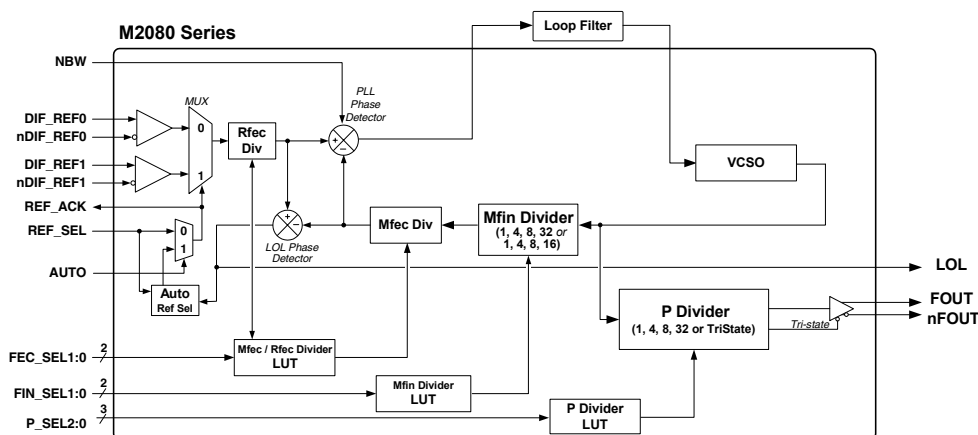 M2080 Series
Loop Filter
NBW
PLL
Phase
Detector
MUX
DIF_REF0
nDIF_REF0
0
Rfec
Div
+
–
VCSO
DIF_REF1
nDIF_REF1
1
REF_ACK
REF_SEL
0
1
+
–
LOL Phase
Detector
Mfec Div
Mfin Divider
(1, 4, 8, 32 or
1, 4, 8, 16)
AUTO
Auto
Ref Sel
LOL
P Divider
(1, 4, 8, 32 or TriState)
Tri-state
FOUT
nFOUT
FEC_SEL1:0
2
Mfec / Rfec Divider
LUT
FIN_SEL1:0
2
Mfin Divider
LUT
P_SEL2:0
3
P Divider
LUT